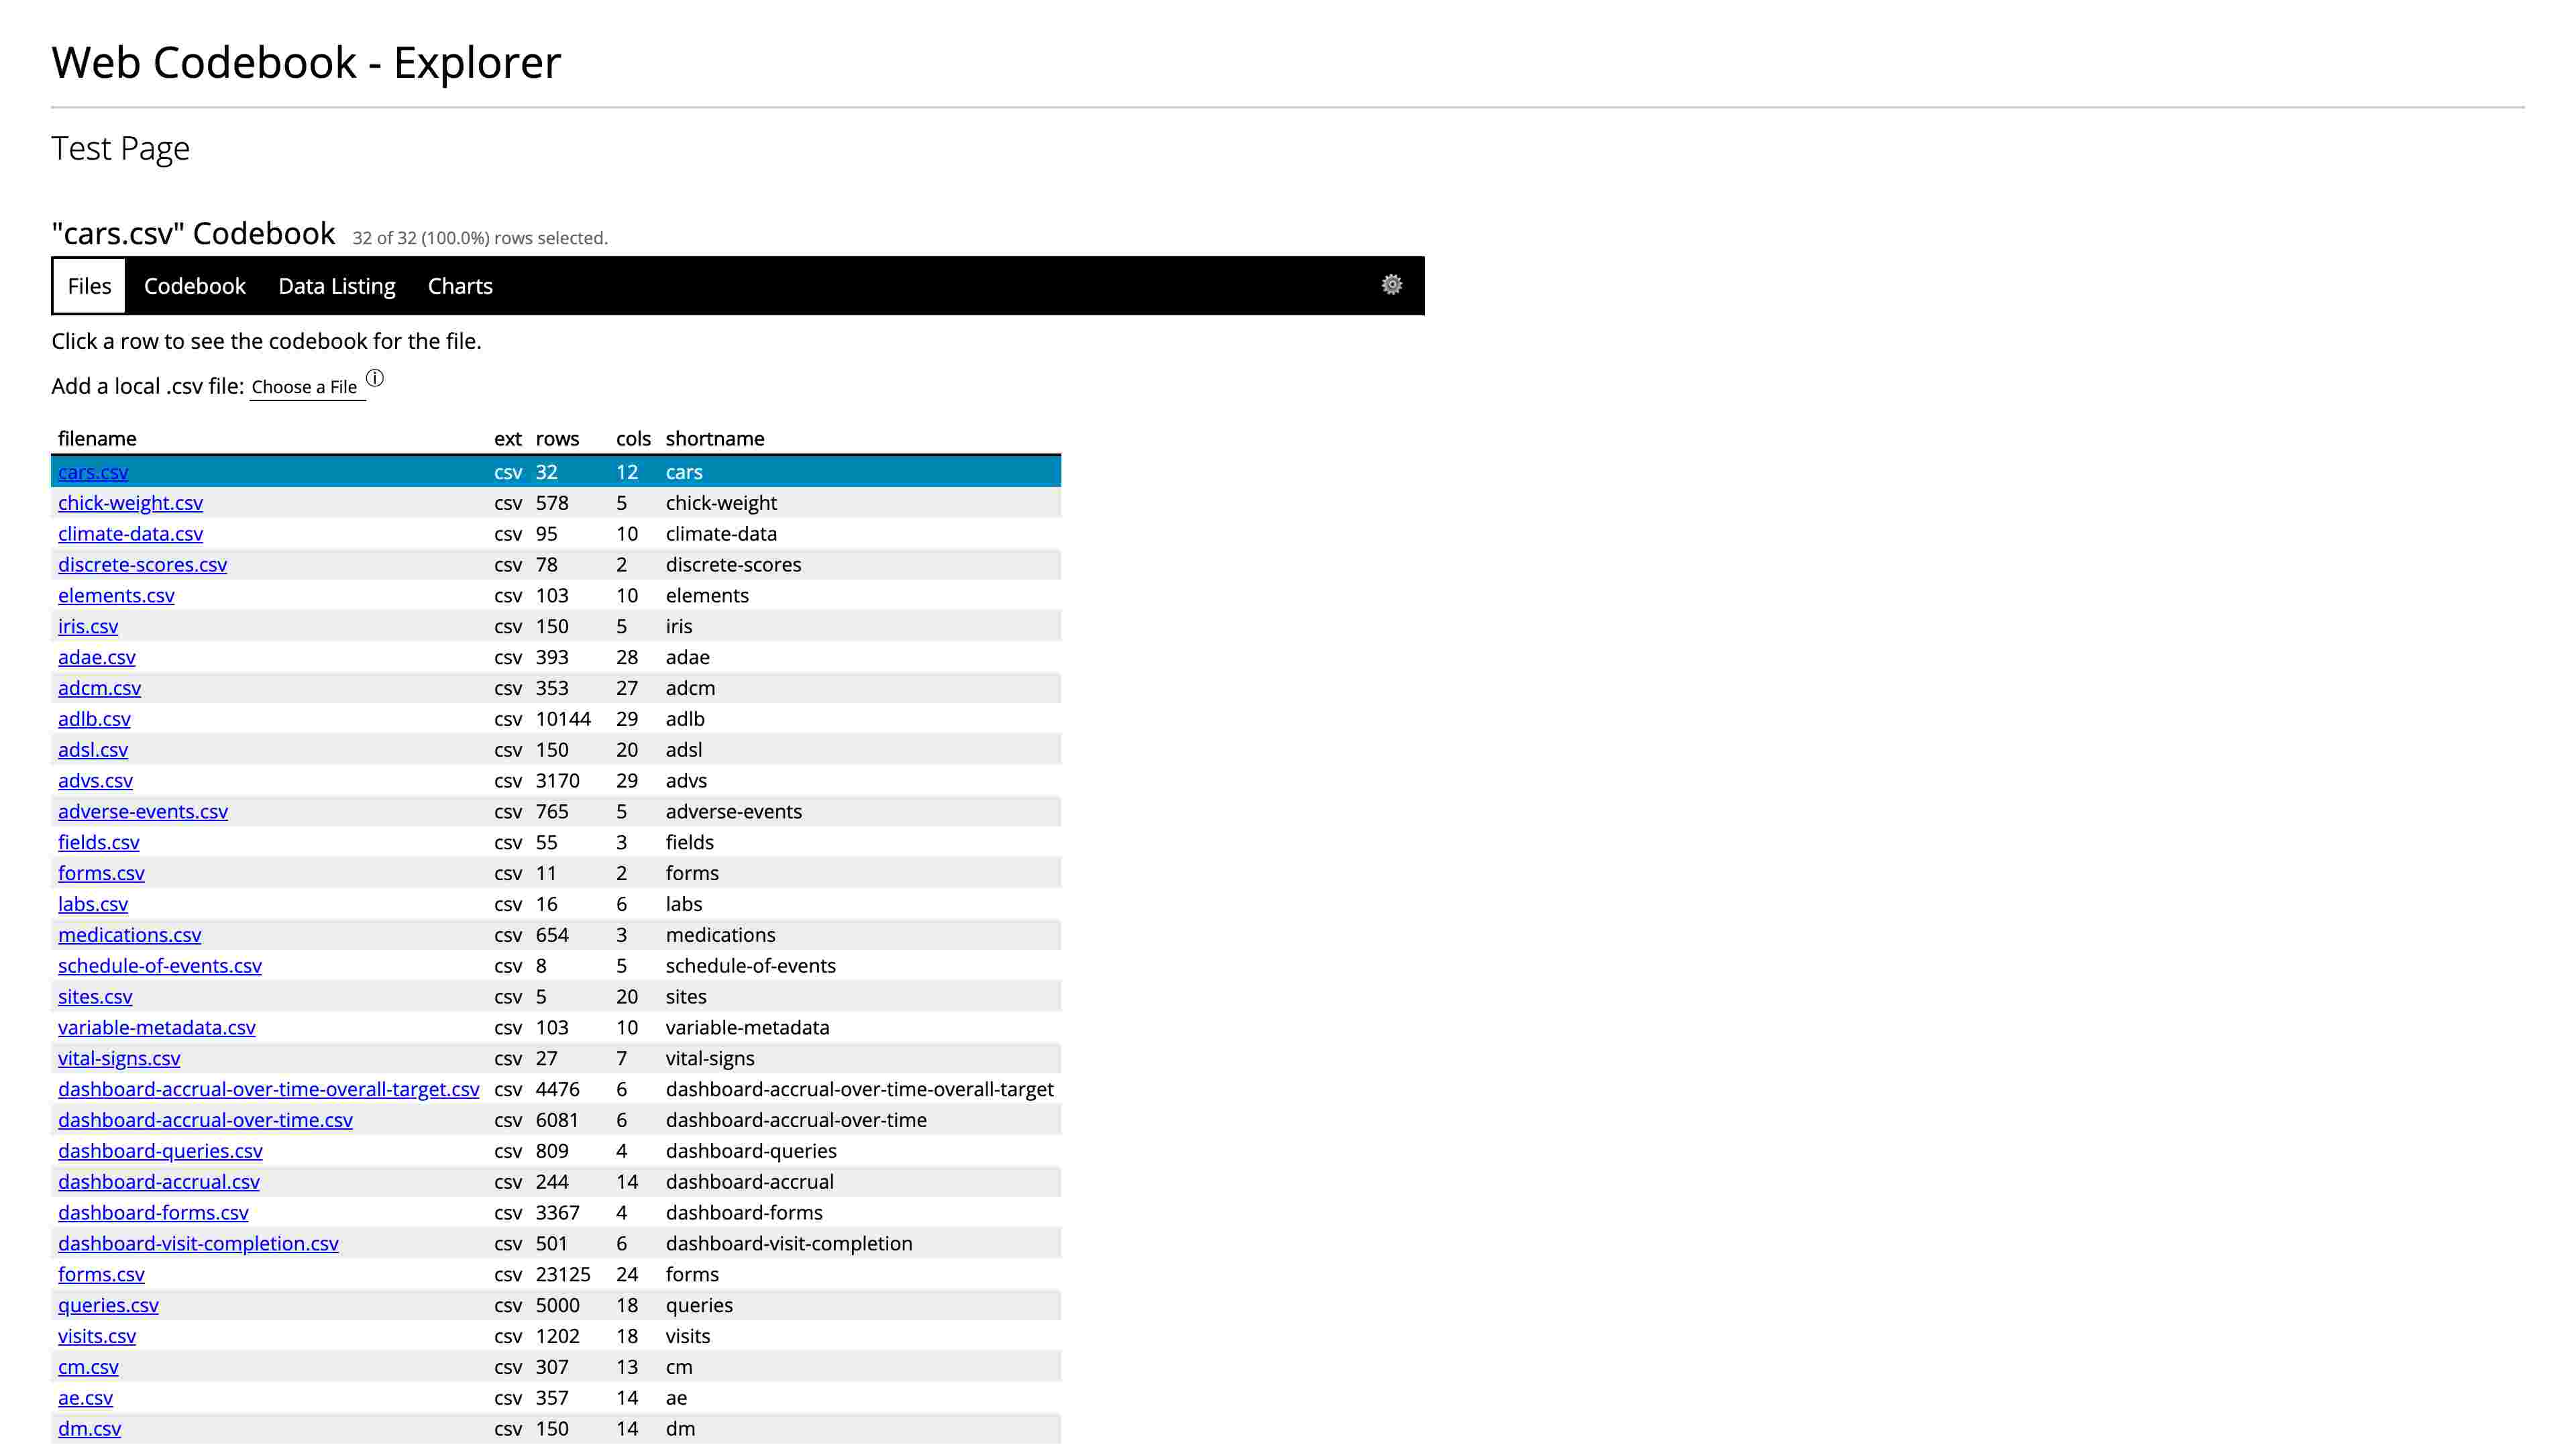 Web Codebook - Explorer
Test Page
"cars.csv" Codebook 32 of 32 (100.0%) rows selected.
Files Codebook Data Listing Charts
Click a row to see the codebook for the file.
Add a local .csv file: Choose a File ⓘ
filename ext rows cols shortname
cars.csv csv 32 12 cars
chick-weight.csv csv 578 5 chick-weight
climate-data.csv csv 95 10 climate-data
discrete-scores.csv csv 78 2 discrete-scores
elements.csv csv 103 10 elements
iris.csv csv 150 5 iris
adae.csv csv 393 28 adae
adcm.csv csv 353 27 adcm
adlb.csv csv 10144 29 adlb
adsl.csv csv 150 20 adsl
advs.csv csv 3170 29 advs
adverse-events.csv csv 765 5 adverse-events
fields.csv csv 55 3 fields
forms.csv csv 11 2 forms
labs.csv csv 16 6 labs
medications.csv csv 654 3 medications
schedule-of-events.csv csv 8 5 schedule-of-events
sites.csv csv 5 20 sites
variable-metadata.csv csv 103 10 variable-metadata
vital-signs.csv csv 27 7 vital-signs
dashboard-accrual-over-time-overall-target.csv csv 4476 6 dashboard-accrual-over-time-overall-target
dashboard-accrual-over-time.csv csv 6081 6 dashboard-accrual-over-time
dashboard-queries.csv csv 809 4 dashboard-queries
dashboard-accrual.csv csv 244 14 dashboard-accrual
dashboard-forms.csv csv 3367 4 dashboard-forms
dashboard-visit-completion.csv csv 501 6 dashboard-visit-completion
forms.csv csv 23125 24 forms
queries.csv csv 5000 18 queries
visits.csv csv 1202 18 visits
cm.csv csv 307 13 cm
ae.csv csv 357 14 ae
dm.csv csv 150 14 dm